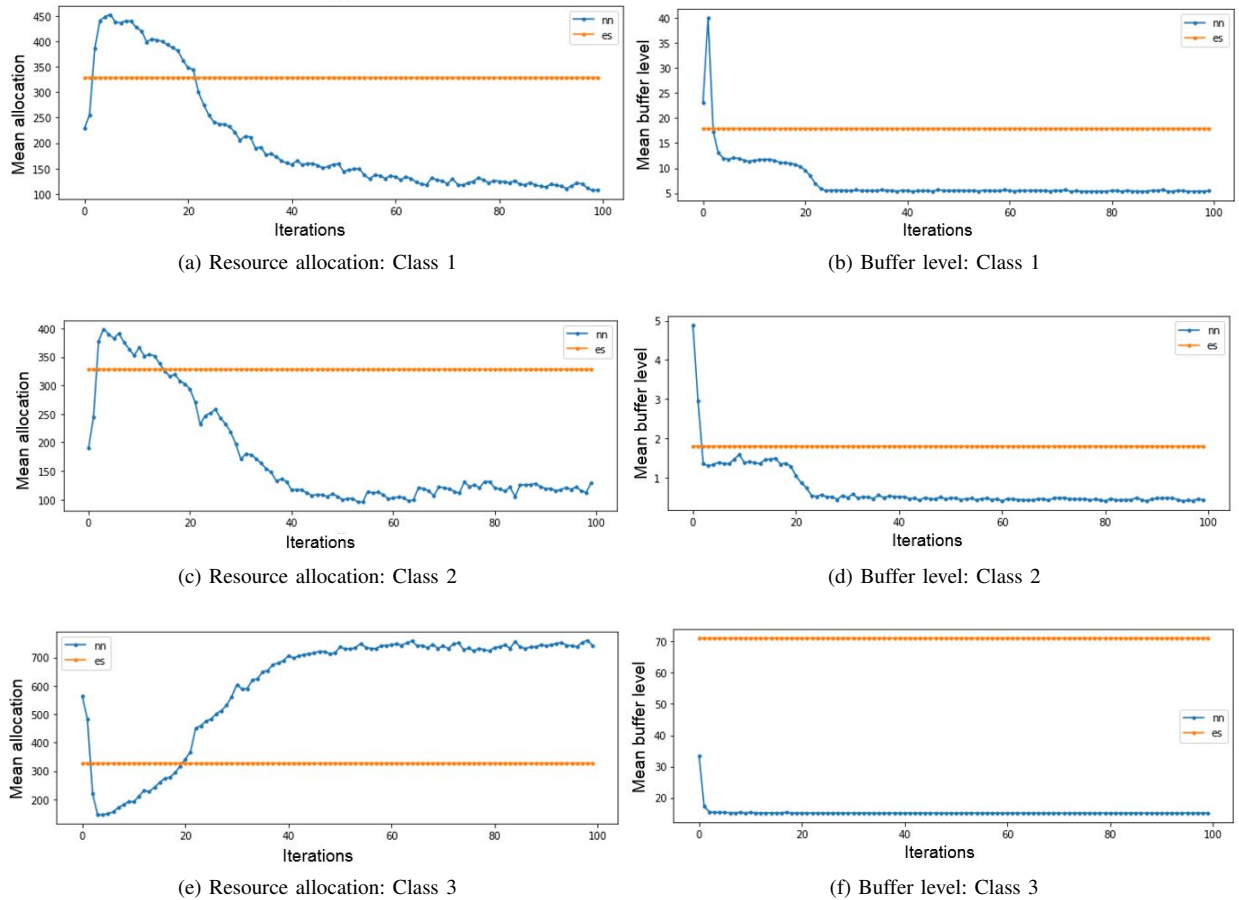 450
400
350
300
250
200
150
100
0
20
40
60
80
100
Mean allocation
Iterations
nn
es
(a) Resource allocation: Class 1
40
35
30
25
20
15
10
5
0
20
40
60
80
100
Mean buffer level
Iterations
nn
es
(b) Buffer level: Class 1
400
350
300
250
200
150
100
0
20
40
60
80
100
Mean allocation
Iterations
nn
es
(c) Resource allocation: Class 2
5
4
3
2
1
0
20
40
60
80
100
Mean buffer level
Iterations
nn
es
(d) Buffer level: Class 2
700
600
500
400
300
200
0
20
40
60
80
100
Mean allocation
Iterations
nn
es
(e) Resource allocation: Class 3
70
60
50
40
30
20
0
20
40
60
80
100
Mean buffer level
Iterations
nn
es
(f) Buffer level: Class 3